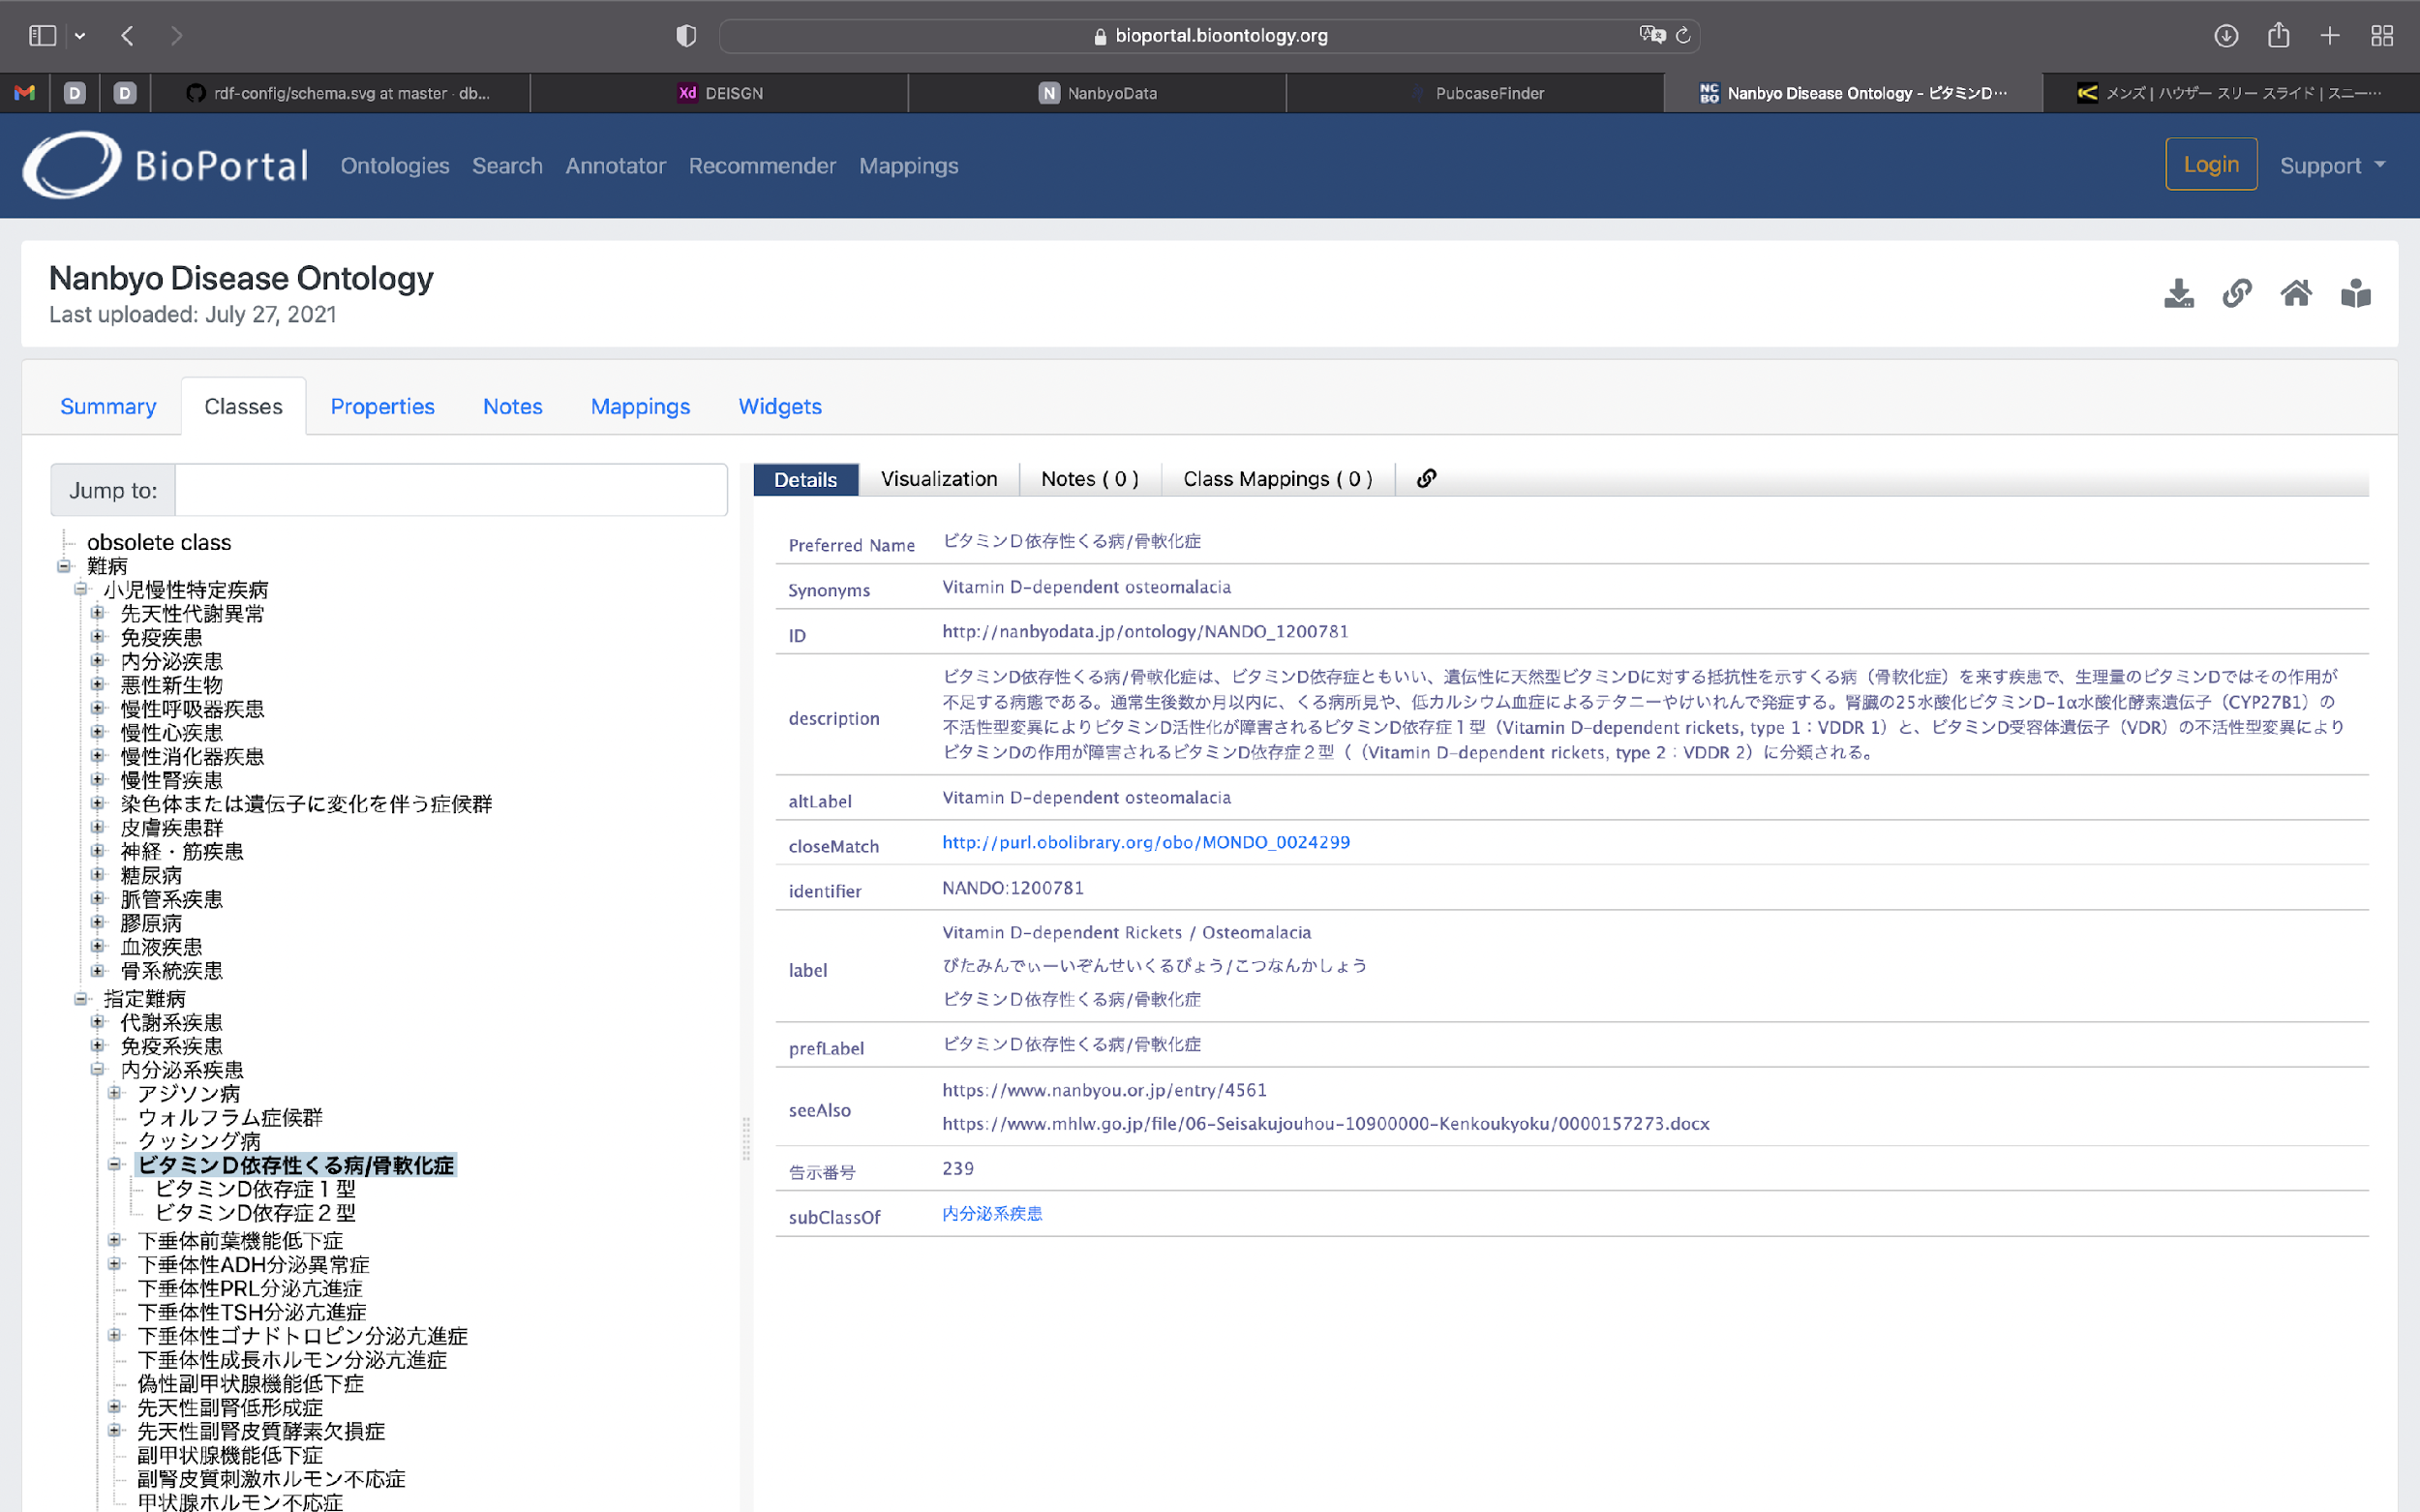 bioportal.bioontology.org
rdf-config/schema.svg at master · db...
Xd DEISGN
N NanbyoData
PubcaseFinder
NC BO Nanbyo Disease Ontology - ビタミンD…
メンズ | ハウザー スリー スライド | スニー…
BioPortal Ontologies Search Annotator Recommender Mappings Login Support
Nanbyo Disease Ontology
Last uploaded: July 27, 2021
Summary Classes Properties Notes Mappings Widgets
Jump to:
obsolete class
難病
小児慢性特定疾病
先天性代謝異常
免疫疾患
内分泌疾患
悪性新生物
慢性呼吸器疾患
慢性心疾患
慢性消化器疾患
慢性腎疾患
染色体または遺伝子に変化を伴う症候群
皮膚疾患群
神経・筋疾患
糖尿病
脈管系疾患
膠原病
血液疾患
骨系統疾患
指定難病
代謝系疾患
免疫系疾患
内分泌系疾患
アジソン病
ウォルフラム症候群
クッシング病
ビタミンＤ依存性くる病/骨軟化症
ビタミンD依存症１型
ビタミンD依存症２型
下垂体前葉機能低下症
下垂体性ADH分泌異常症
下垂体性PRL分泌亢進症
下垂体性TSH分泌亢進症
下垂体性ゴナドトロピン分泌亢進症
下垂体性成長ホルモン分泌亢進症
偽性副甲状腺機能低下症
先天性副腎低形成症
先天性副腎皮質酵素欠損症
副甲状腺機能低下症
副腎皮質刺激ホルモン不応症
甲状腺ホルモン不応症
Details Visualization Notes ( 0 ) Class Mappings ( 0 )
Preferred Name ビタミンＤ依存性くる病/骨軟化症
Synonyms Vitamin D-dependent osteomalacia
ID http://nanbyodata.jp/ontology/NANDO_1200781
description
ビタミンD依存性くる病/骨軟化症は、ビタミンD依存症ともいい、遺伝性に天然型ビタミンDに対する抵抗性を示すくる病（骨軟化症）を来す疾患で、生理量のビタミンDではその作用が
不足する病態である。通常生後数か月以内に、くる病所見や、低カルシウム血症によるテタニーやけいれんで発症する。腎臓の25水酸化ビタミンD-1α水酸化酵素遺伝子（CYP27B1）の
不活性型変異によりビタミンD活性化が障害されるビタミンD依存症１型（Vitamin D-dependent rickets, type 1：VDDR 1）と、ビタミンD受容体遺伝子（VDR）の不活性型変異により
ビタミンDの作用が障害されるビタミンD依存症２型（（Vitamin D-dependent rickets, type 2：VDDR 2）に分類される。
altLabel Vitamin D-dependent osteomalacia
closeMatch http://purl.obolibrary.org/obo/MONDO_0024299
identifier NANDO:1200781
label
Vitamin D-dependent Rickets / Osteomalacia
びたみんでぃーいぞんせいくるびょう/こつなんかしょう
ビタミンＤ依存性くる病/骨軟化症
prefLabel ビタミンＤ依存性くる病/骨軟化症
seeAlso
https://www.nanbyou.or.jp/entry/4561
https://www.mhlw.go.jp/file/06-Seisakujouhou-10900000-Kenkoukyoku/0000157273.docx
告示番号 239
subClassOf 内分泌系疾患